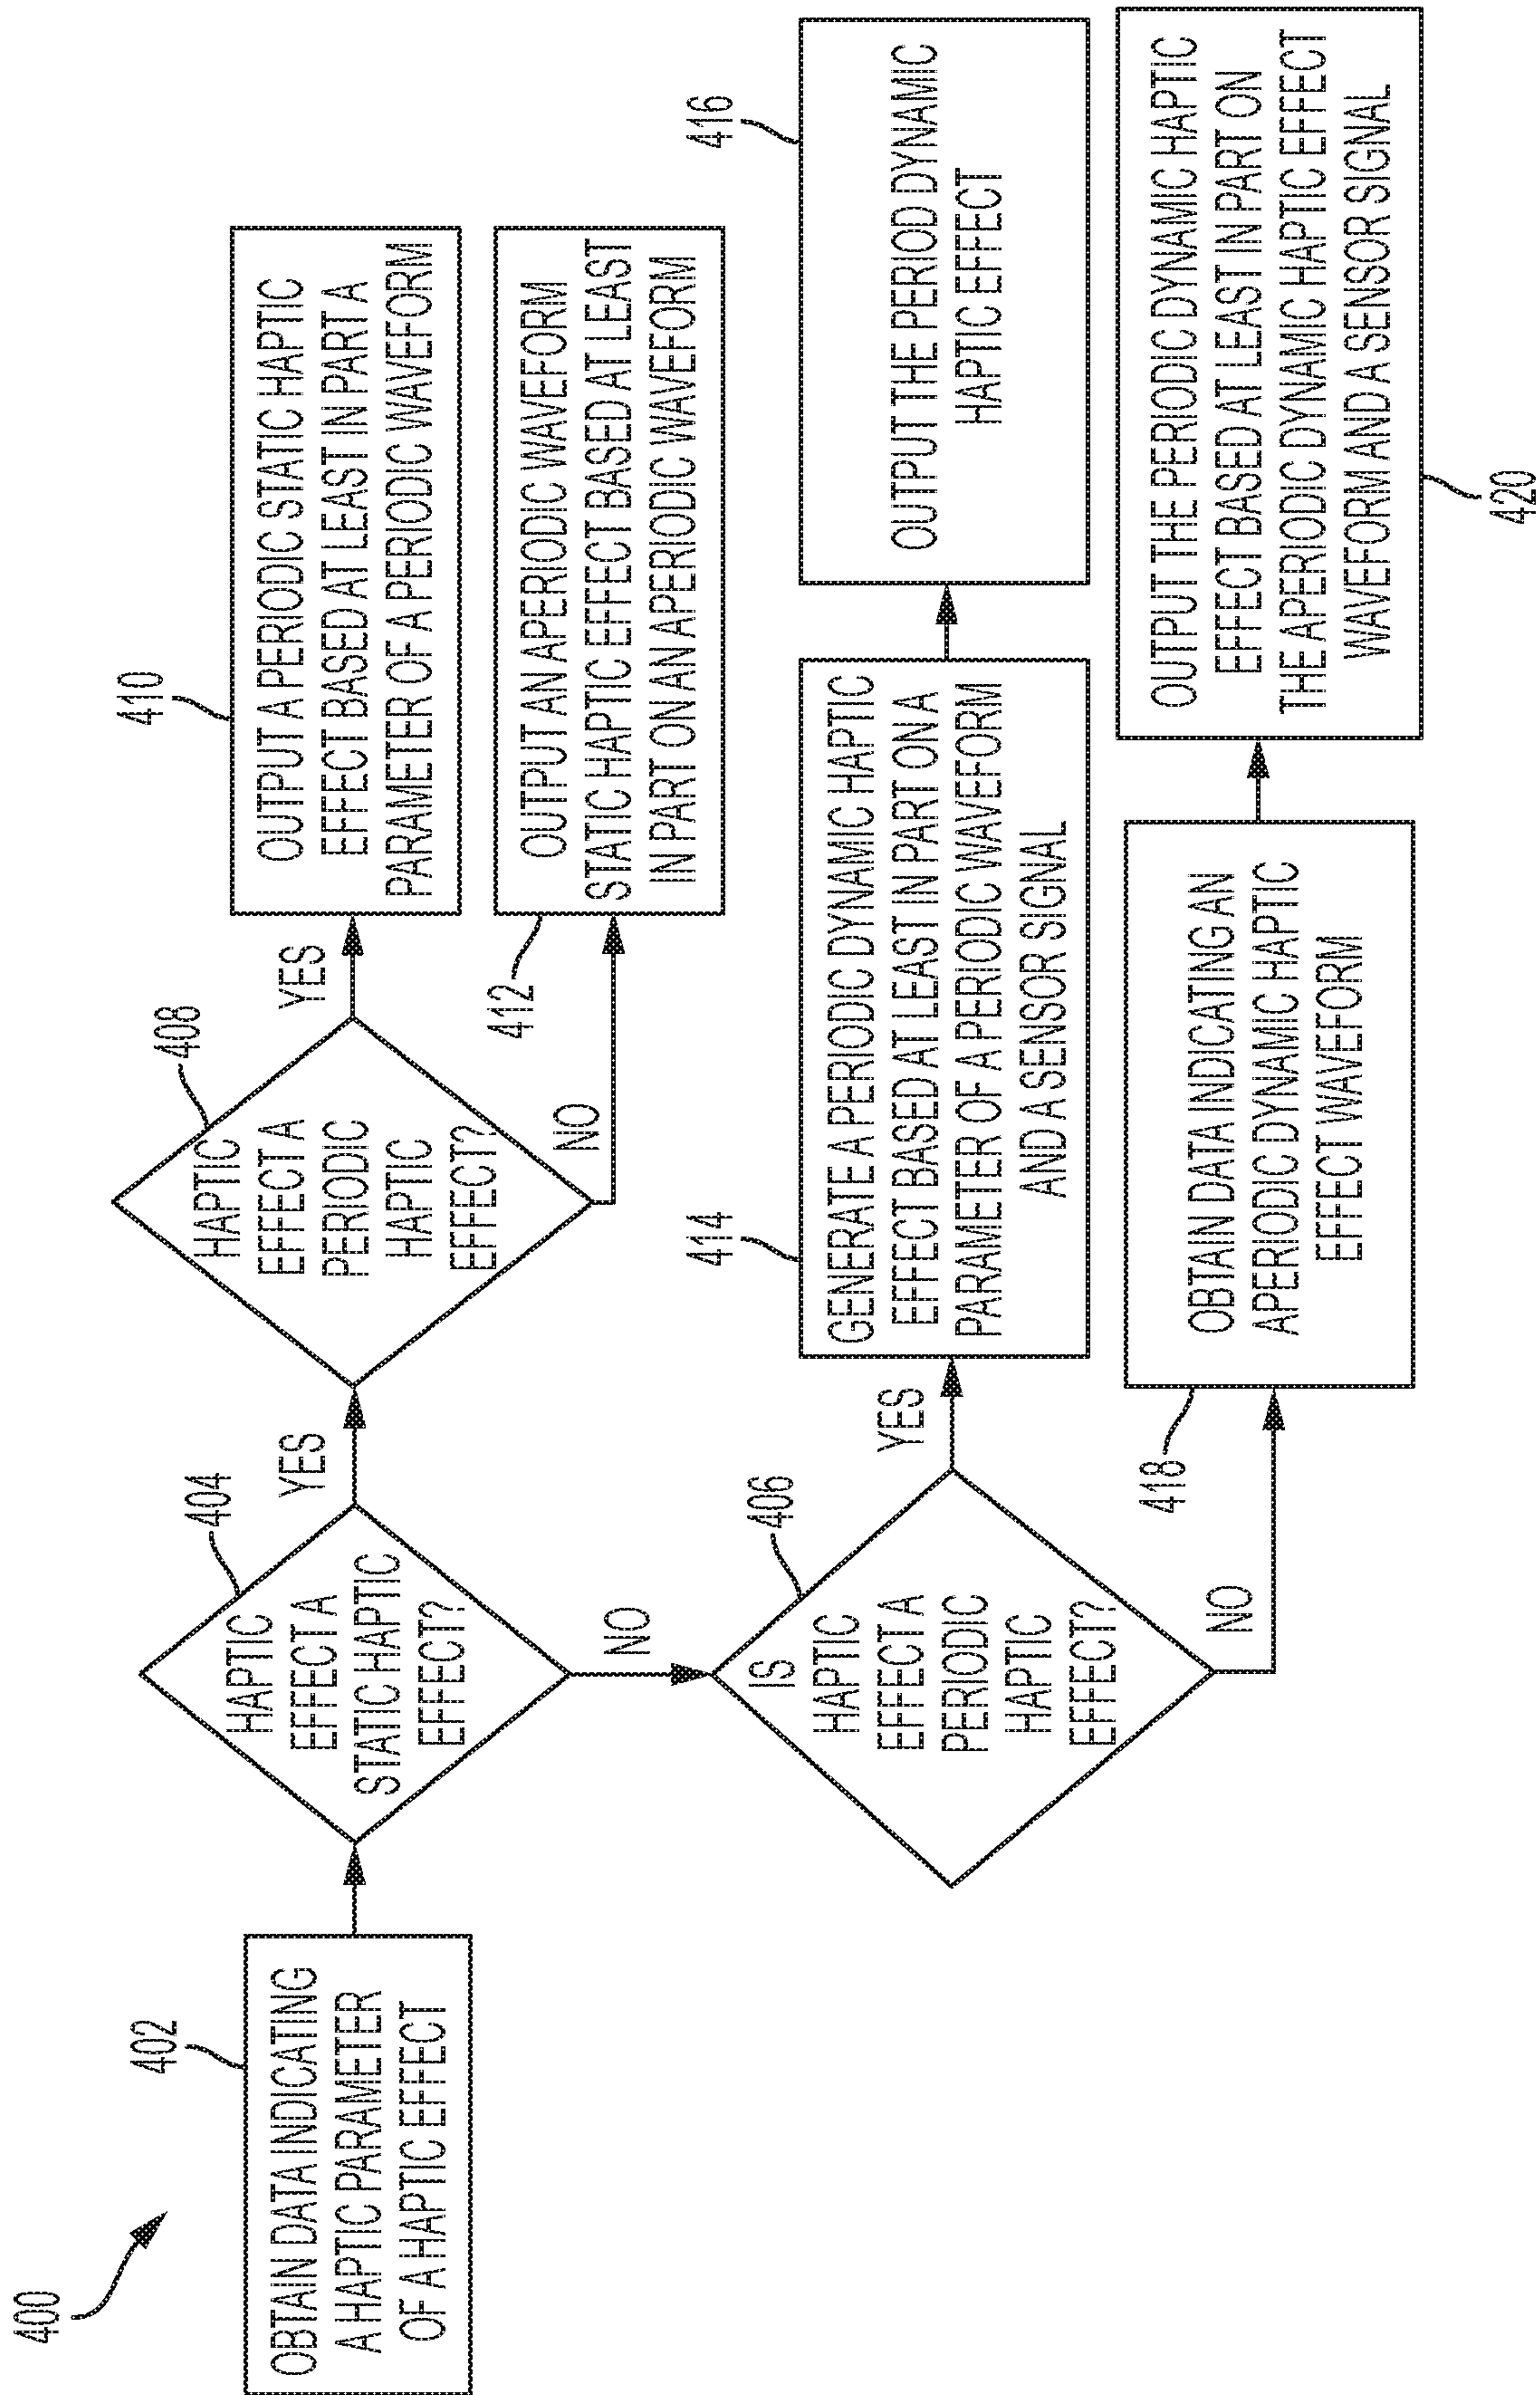 400
402
OBTAIN DATA INDICATING
A HAPTIC PARAMETER
OF A HAPTIC EFFECT
404
HAPTIC
EFFECT A
STATIC HAPTIC
EFFECT?
YES
NO
408
HAPTIC
EFFECT A
PERIODIC
HAPTIC
EFFECT?
YES
NO
410
OUTPUT A PERIODIC STATIC HAPTIC
EFFECT BASED AT LEAST IN PART A
PARAMETER OF A PERIODIC WAVEFORM
412
OUTPUT AN APERIODIC WAVEFORM
STATIC HAPTIC EFFECT BASED AT LEAST
IN PART ON AN APERIODIC WAVEFORM
406
IS
HAPTIC
EFFECT A
PERIODIC
HAPTIC
EFFECT?
YES
NO
414
GENERATE A PERIODIC DYNAMIC HAPTIC
EFFECT BASED AT LEAST IN PART ON A
PARAMETER OF A PERIODIC WAVEFORM
AND A SENSOR SIGNAL
416
OUTPUT THE PERIOD DYNAMIC
HAPTIC EFFECT
418
OBTAIN DATA INDICATING AN
APERIODIC DYNAMIC HAPTIC
EFFECT WAVEFORM
OUTPUT THE PERIODIC DYNAMIC HAPTIC
EFFECT BASED AT LEAST IN PART ON
THE APERIODIC DYNAMIC HAPTIC EFFECT
WAVEFORM AND A SENSOR SIGNAL
420